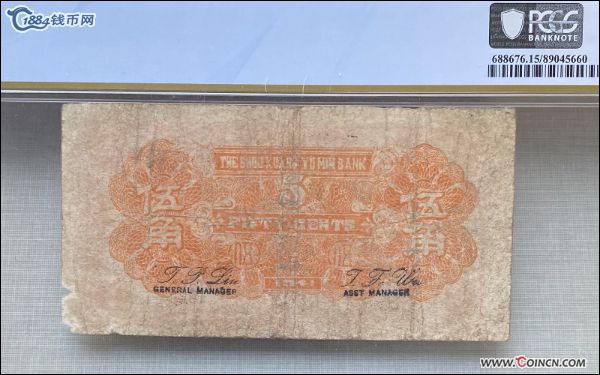 1884钱币网
PCGS
BANKNOTE
688676.15/89045660
THE SHOU KUANG YU MIN BANK
5
伍角
FIFTY CENTS
伍角
GENERAL MANAGER
ASST MANAGER
1941
www.COINCN.com